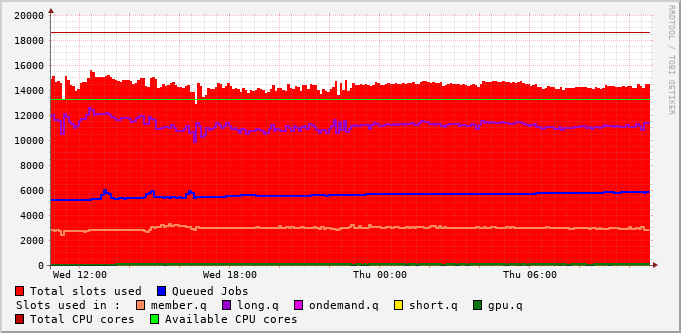 20000
18000
16000
14000
12000
10000
8000
6000
4000
2000
0
Wed 12:00 Wed 18:00 Thu 00:00 Thu 06:00
RRDTOOL / TOBI OETIKER
Total slots used Queued Jobs
Slots used in : member.q long.q ondemand.q short.q gpu.q
Total CPU cores Available CPU cores